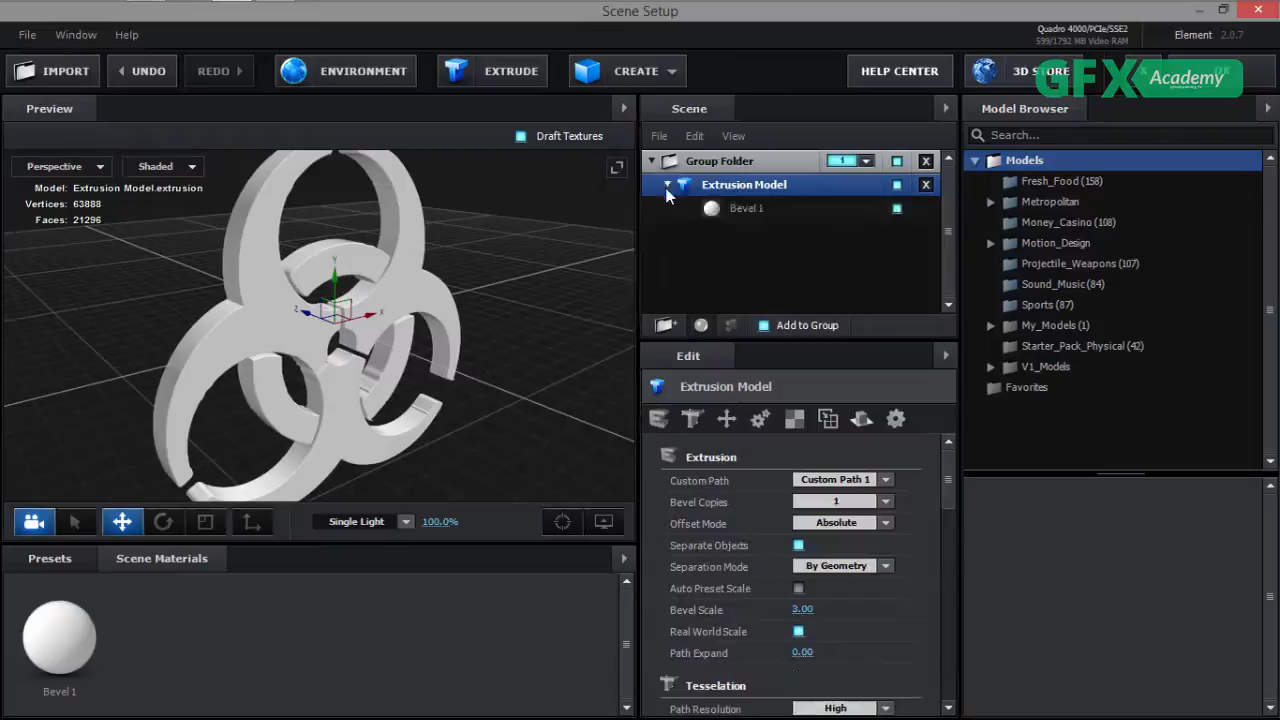 Scene Setup
File Window Help
Quadro 4000/PCIe/SSE2
599/1792 MB Video RAM
Element 2.0.7
IMPORT UNDO REDO ENVIRONMENT EXTRUDE CREATE HELP CENTER 3D STORE X OK
GFX Academy
Preview
Draft Textures
Perspective Shaded
Model: Extrusion Model.extrusion
Vertices: 63888
Faces: 21296
Y
Z
X
Single Light 100.0%
Presets Scene Materials
Bevel 1
Scene
File Edit View
Group Folder 1 X
Extrusion Model X
Bevel 1
Add to Group
Edit
Extrusion Model
Extrusion
Custom Path Custom Path 1
Bevel Copies 1
Offset Mode Absolute
Separate Objects
Separation Mode By Geometry
Auto Preset Scale
Bevel Scale 3.00
Real World Scale
Path Expand 0.00
Tesselation
Path Resolution High
Model Browser
Search...
Models
Fresh_Food (158)
Metropolitan
Money_Casino (108)
Motion_Design
Projectile_Weapons (107)
Sound_Music (84)
Sports (87)
My_Models (1)
Starter_Pack_Physical (42)
V1_Models
Favorites